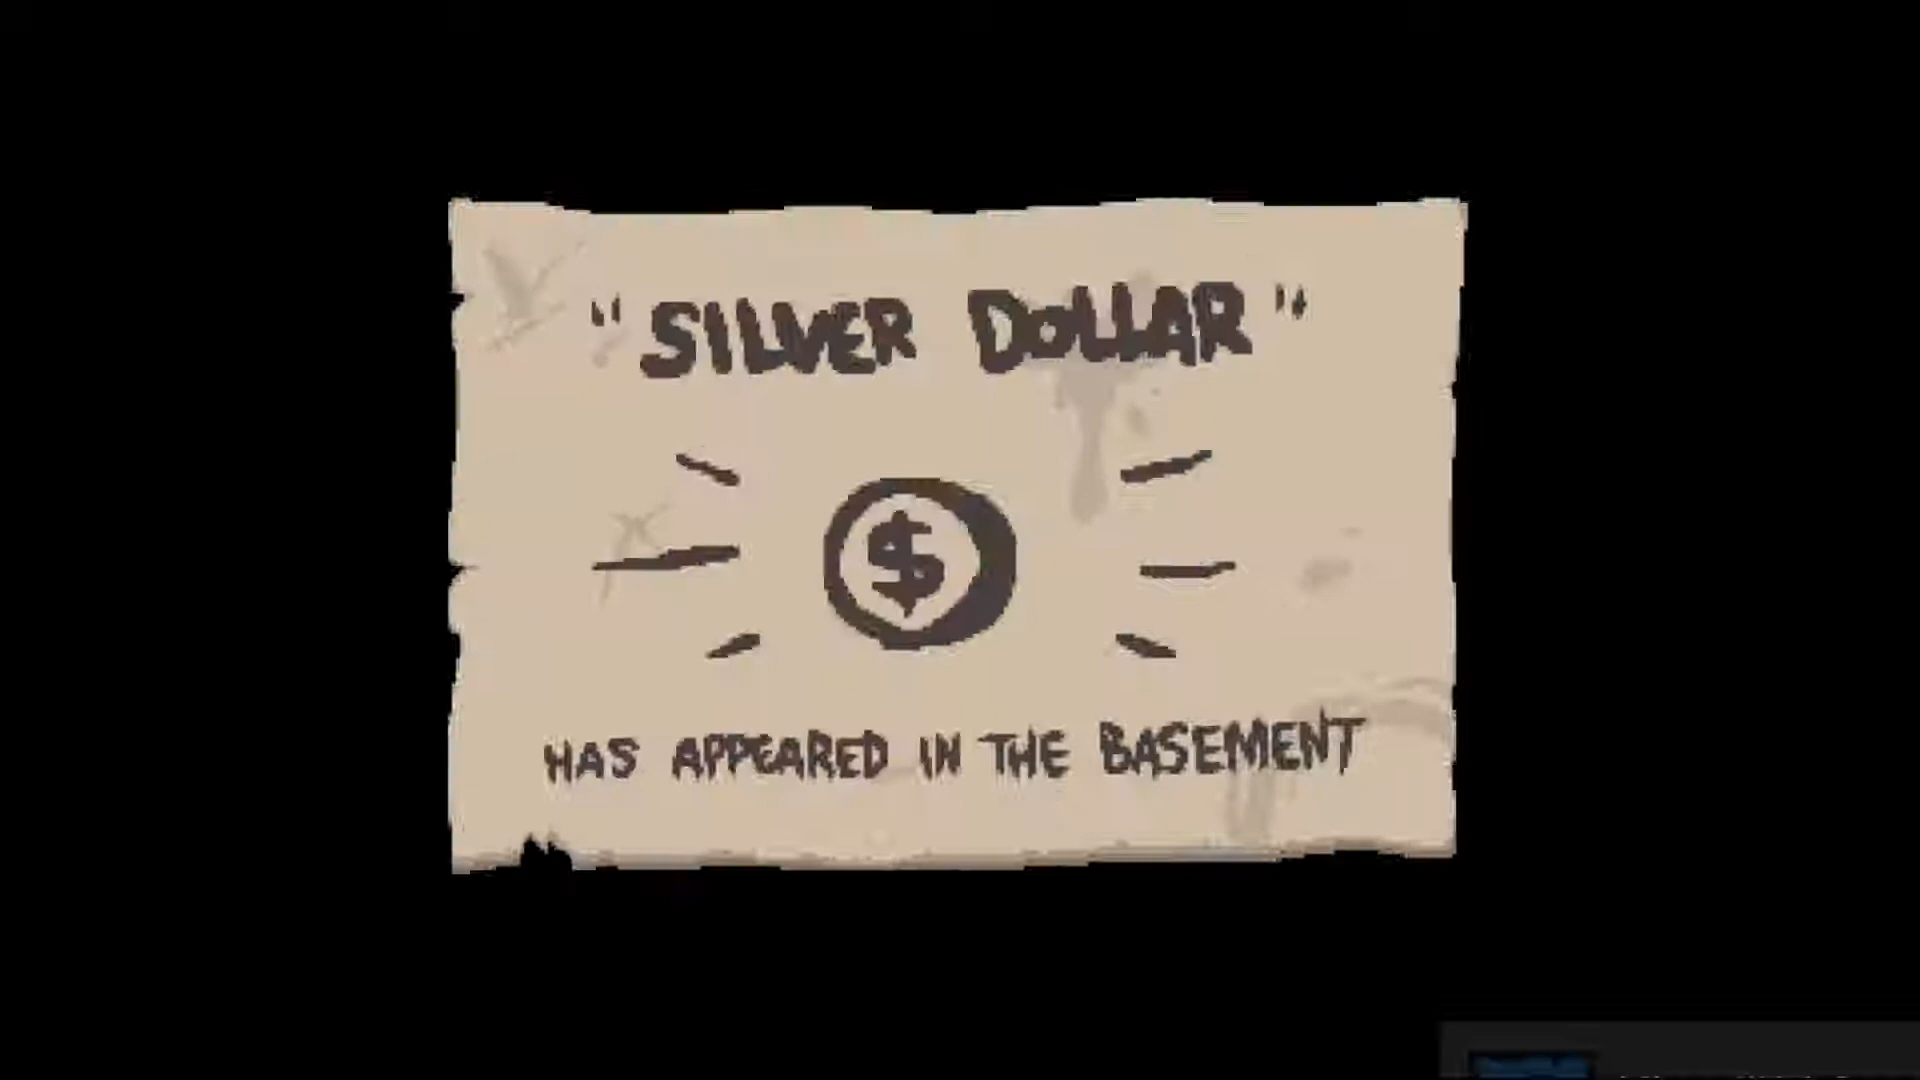 "SILVER DOLLAR"
$
HAS APPEARED IN THE BASEMENT